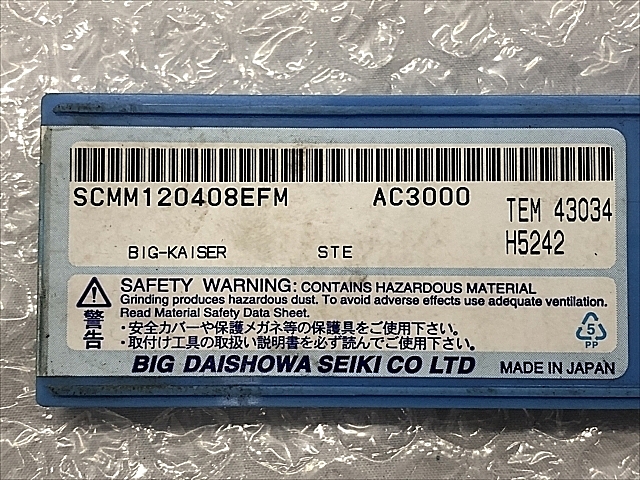 SCMM120408EFM AC3000 TEM 43034
BIG-KAISER STE H5242
SAFETY WARNING: CONTAINS HAZARDOUS MATERIAL
Grinding produces hazardous dust. To avoid adverse effects use adequate ventilation.
Read Material Safety Data Sheet.
警告
・安全カバーや保護メガネ等の保護具をご使用下さい。
・取付け工具の取扱い説明書を必ず読んでご使用下さい。
5
PP
BIG DAISHOWA SEIKI CO LTD MADE IN JAPAN